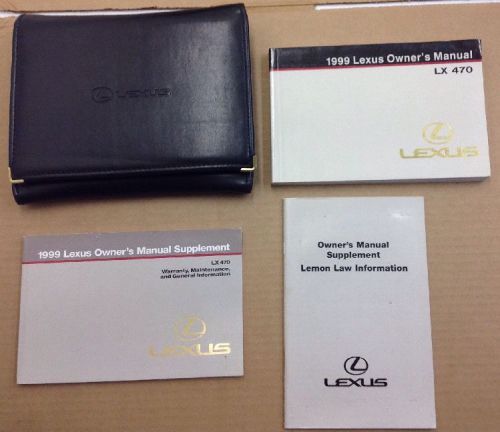 LEXUS
1999 Lexus Owner's Manual
LX 470
LEXUS
1999 Lexus Owner's Manual Supplement
LX 470
Warranty, Maintenance,
and General Information
LEXUS
Owner's Manual
Supplement
Lemon Law Information
LEXUS